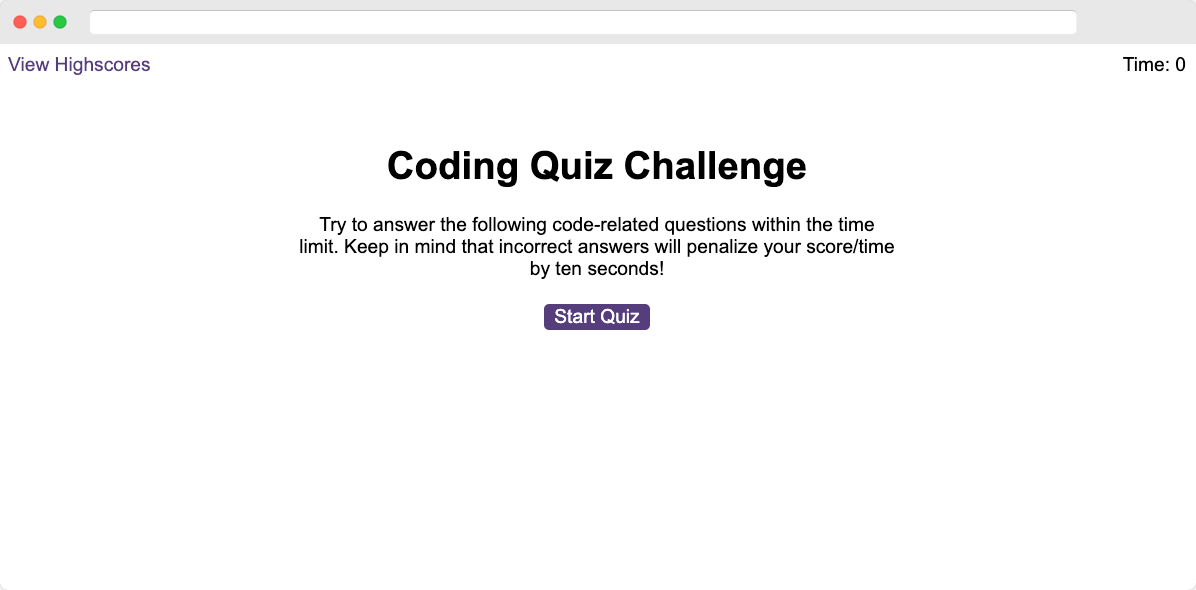 View Highscores
Time: 0
Coding Quiz Challenge
Try to answer the following code-related questions within the time
limit. Keep in mind that incorrect answers will penalize your score/time
by ten seconds!
Start Quiz